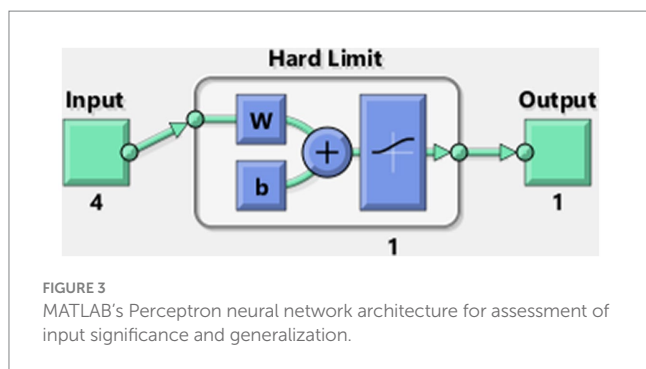 Hard Limit
Input
Output
W
b
+
4
1
1
FIGURE 3
MATLAB's Perceptron neural network architecture for assessment of
input significance and generalization.